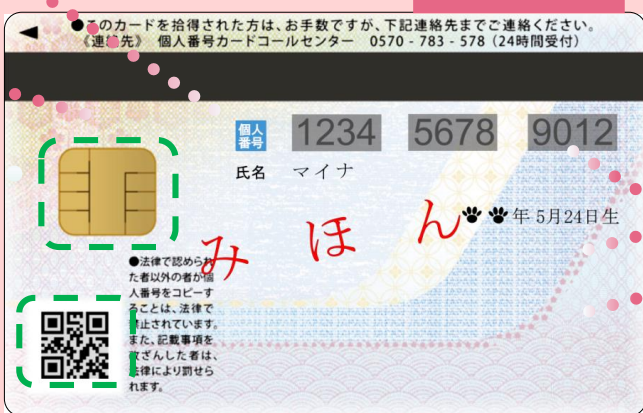 ●このカードを拾得された方は、お手数ですが、下記連絡先までご連絡ください。
《連絡先》 個人番号カードコールセンター 0570-783-578（24時間受付）
個人番号 1234 5678 9012
氏名 マイナ
年 5月24日生
みほん
●法律で認められ
た者以外の者が個
人番号をコピーす
ることは、法律で
禁止されています。
また、記載事項を
改ざんした者は、
法律により罰せら
れます。